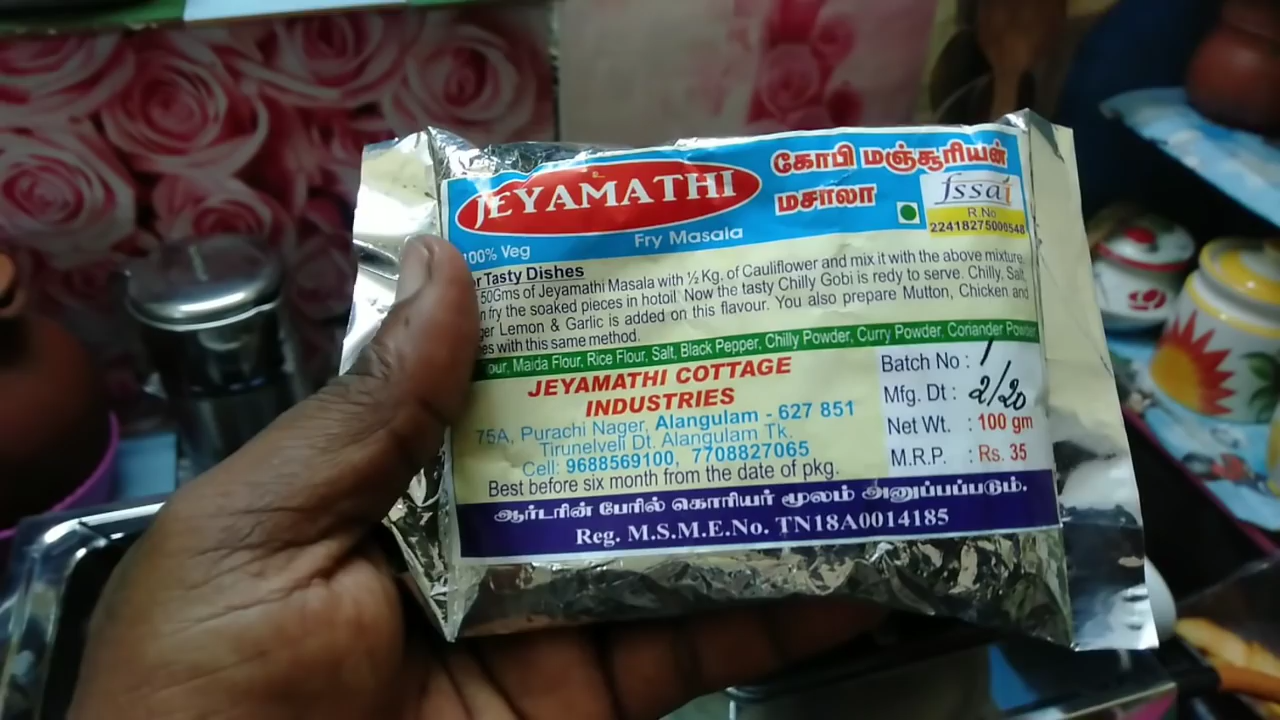 JEYAMATHI
கோபி மஞ்சூரியன்
மசாலா
fssai
R.No
22418275000548
100% Veg
Fry Masala
Tasty Dishes
50Gms of Jeyamathi Masala with ½ Kg. of Cauliflower and mix it with the above mixture.
fry the soaked pieces in hotoil. Now the tasty Chilly Gobi is redy to serve. Chilly, Salt,
Lemon & Garlic is added on this flavour. You also prepare Mutton, Chicken and
with this same method.
Maida Flour, Rice Flour, Salt, Black Pepper, Chilly Powder, Curry Powder, Coriander Powder
JEYAMATHI COTTAGE
INDUSTRIES
75A, Purachi Nager, Alangulam - 627 851
Tirunelveli Dt. Alangulam Tk.
Cell: 9688569100, 7708827065
Best before six month from the date of pkg.
Batch No : 1
Mfg. Dt : 2/20
Net Wt. : 100 gm
M.R.P. : Rs. 35
ஆர்டரின் பேரில் கொரியர் மூலம் அனுப்பப்படும்.
Reg. M.S.M.E.No. TN18A0014185